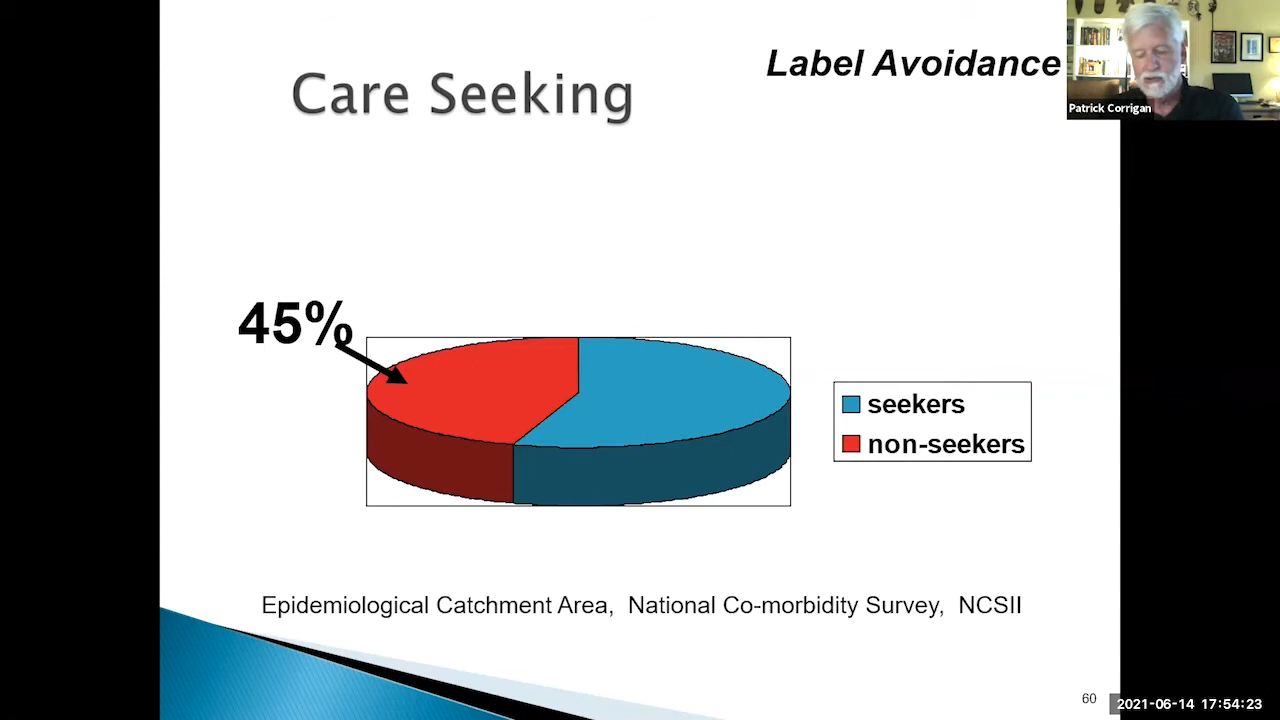 Label Avoidance
Care Seeking
Patrick Corrigan
45%
seekers
non-seekers
Epidemiological Catchment Area, National Co-morbidity Survey, NCSII
60
2021-06-14 17:54:23